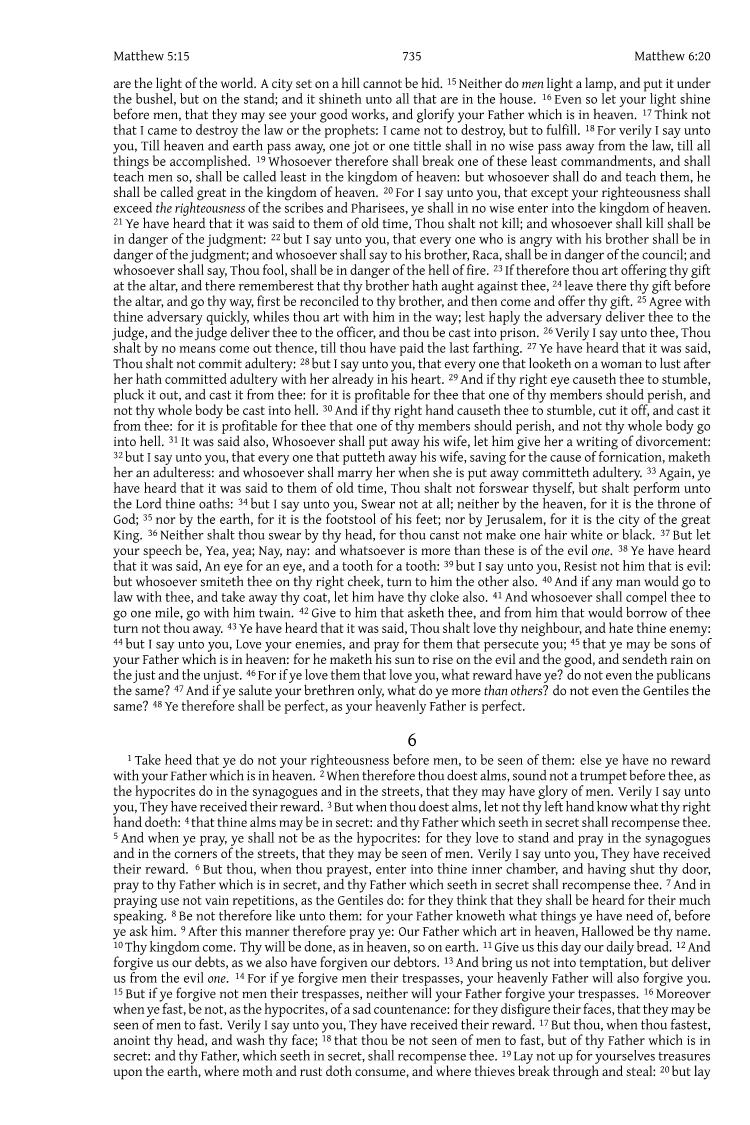 Matthew 5:15 735 Matthew 6:20
are the light of the world. A city set on a hill cannot be hid. 15 Neither do men light a lamp, and put it under
the bushel, but on the stand; and it shineth unto all that are in the house. 16 Even so let your light shine
before men, that they may see your good works, and glorify your Father which is in heaven. 17 Think not
that I came to destroy the law or the prophets: I came not to destroy, but to fulfill. 18 For verily I say unto
you, Till heaven and earth pass away, one jot or one tittle shall in no wise pass away from the law, till all
things be accomplished. 19 Whosoever therefore shall break one of these least commandments, and shall
teach men so, shall be called least in the kingdom of heaven: but whosoever shall do and teach them, he
shall be called great in the kingdom of heaven. 20 For I say unto you, that except your righteousness shall
exceed the righteousness of the scribes and Pharisees, ye shall in no wise enter into the kingdom of heaven.
21 Ye have heard that it was said to them of old time, Thou shalt not kill; and whosoever shall kill shall be
in danger of the judgment: 22 but I say unto you, that every one who is angry with his brother shall be in
danger of the judgment; and whosoever shall say to his brother, Raca, shall be in danger of the council; and
whosoever shall say, Thou fool, shall be in danger of the hell of fire. 23 If therefore thou art offering thy gift
at the altar, and there rememberest that thy brother hath aught against thee, 24 leave there thy gift before
the altar, and go thy way, first be reconciled to thy brother, and then come and offer thy gift. 25 Agree with
thine adversary quickly, whiles thou art with him in the way; lest haply the adversary deliver thee to the
judge, and the judge deliver thee to the officer, and thou be cast into prison. 26 Verily I say unto thee, Thou
shalt by no means come out thence, till thou have paid the last farthing. 27 Ye have heard that it was said,
Thou shalt not commit adultery: 28 but I say unto you, that every one that looketh on a woman to lust after
her hath committed adultery with her already in his heart. 29 And if thy right eye causeth thee to stumble,
pluck it out, and cast it from thee: for it is profitable for thee that one of thy members should perish, and
not thy whole body be cast into hell. 30 And if thy right hand causeth thee to stumble, cut it off, and cast it
from thee: for it is profitable for thee that one of thy members should perish, and not thy whole body go
into hell. 31 It was said also, Whosoever shall put away his wife, let him give her a writing of divorcement:
32 but I say unto you, that every one that putteth away his wife, saving for the cause of fornication, maketh
her an adulteress: and whosoever shall marry her when she is put away committeth adultery. 33 Again, ye
have heard that it was said to them of old time, Thou shalt not forswear thyself, but shalt perform unto
the Lord thine oaths: 34 but I say unto you, Swear not at all; neither by the heaven, for it is the throne of
God; 35 nor by the earth, for it is the footstool of his feet; nor by Jerusalem, for it is the city of the great
King. 36 Neither shalt thou swear by thy head, for thou canst not make one hair white or black. 37 But let
your speech be, Yea, yea; Nay, nay: and whatsoever is more than these is of the evil one. 38 Ye have heard
that it was said, An eye for an eye, and a tooth for a tooth: 39 but I say unto you, Resist not him that is evil:
but whosoever smiteth thee on thy right cheek, turn to him the other also. 40 And if any man would go to
law with thee, and take away thy coat, let him have thy cloke also. 41 And whosoever shall compel thee to
go one mile, go with him twain. 42 Give to him that asketh thee, and from him that would borrow of thee
turn not thou away. 43 Ye have heard that it was said, Thou shalt love thy neighbour, and hate thine enemy:
44 but I say unto you, Love your enemies, and pray for them that persecute you; 45 that ye may be sons of
your Father which is in heaven: for he maketh his sun to rise on the evil and the good, and sendeth rain on
the just and the unjust. 46 For if ye love them that love you, what reward have ye? do not even the publicans
the same? 47 And if ye salute your brethren only, what do ye more than others? do not even the Gentiles the
same? 48 Ye therefore shall be perfect, as your heavenly Father is perfect.
6
1 Take heed that ye do not your righteousness before men, to be seen of them: else ye have no reward
with your Father which is in heaven. 2 When therefore thou doest alms, sound not a trumpet before thee, as
the hypocrites do in the synagogues and in the streets, that they may have glory of men. Verily I say unto
you, They have received their reward. 3 But when thou doest alms, let not thy left hand know what thy right
hand doeth: 4 that thine alms may be in secret: and thy Father which seeth in secret shall recompense thee.
5 And when ye pray, ye shall not be as the hypocrites: for they love to stand and pray in the synagogues
and in the corners of the streets, that they may be seen of men. Verily I say unto you, They have received
their reward. 6 But thou, when thou prayest, enter into thine inner chamber, and having shut thy door,
pray to thy Father which is in secret, and thy Father which seeth in secret shall recompense thee. 7 And in
praying use not vain repetitions, as the Gentiles do: for they think that they shall be heard for their much
speaking. 8 Be not therefore like unto them: for your Father knoweth what things ye have need of, before
ye ask him. 9 After this manner therefore pray ye: Our Father which art in heaven, Hallowed be thy name.
10 Thy kingdom come. Thy will be done, as in heaven, so on earth. 11 Give us this day our daily bread. 12 And
forgive us our debts, as we also have forgiven our debtors. 13 And bring us not into temptation, but deliver
us from the evil one. 14 For if ye forgive men their trespasses, your heavenly Father will also forgive you.
15 But if ye forgive not men their trespasses, neither will your Father forgive your trespasses. 16 Moreover
when ye fast, be not, as the hypocrites, of a sad countenance: for they disfigure their faces, that they may be
seen of men to fast. Verily I say unto you, They have received their reward. 17 But thou, when thou fastest,
anoint thy head, and wash thy face; 18 that thou be not seen of men to fast, but of thy Father which is in
secret: and thy Father, which seeth in secret, shall recompense thee. 19 Lay not up for yourselves treasures
upon the earth, where moth and rust doth consume, and where thieves break through and steal: 20 but lay